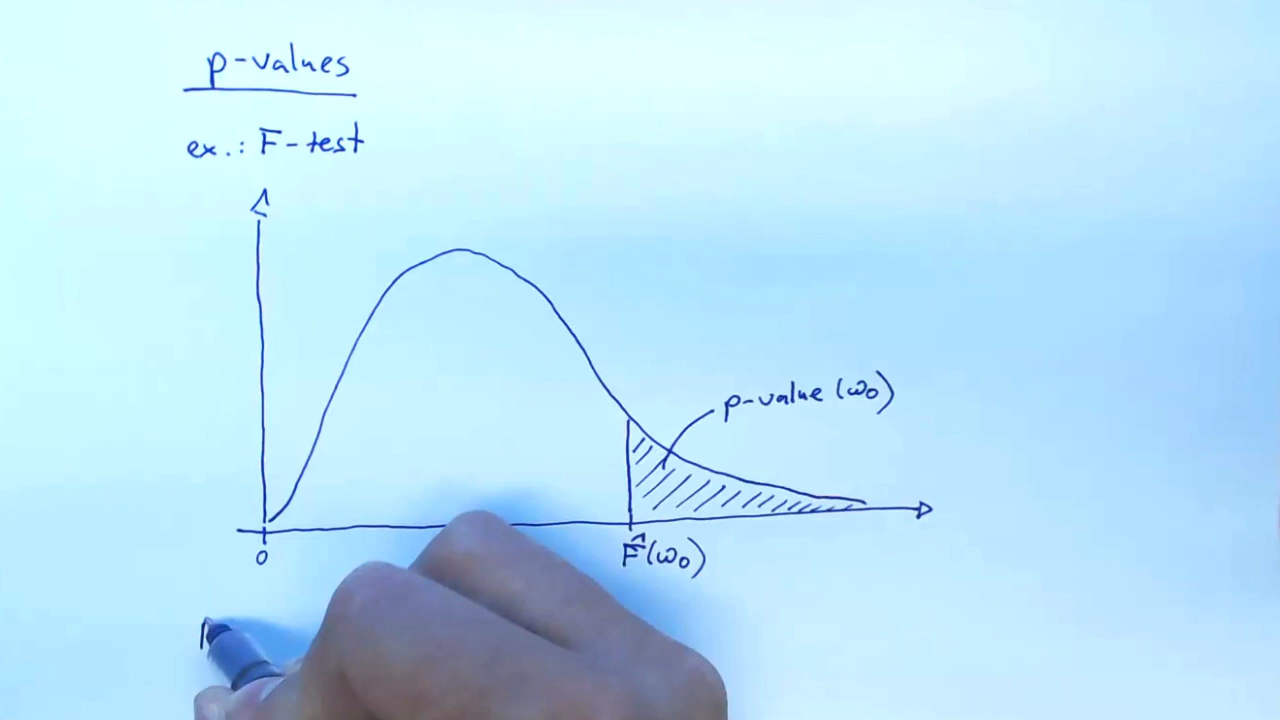 p-values
ex.: F-test
p-value (ω₀)
0
F̂(ω₀)